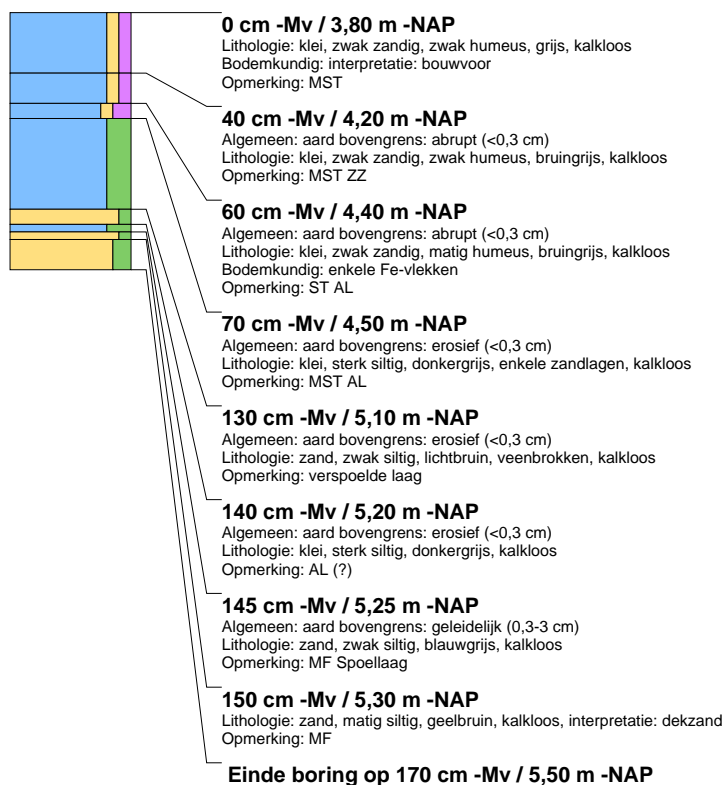 0 cm -Mv / 3,80 m -NAP
Lithologie: klei, zwak zandig, zwak humeus, grijs, kalkloos
Bodemkundig: interpretatie: bouwvoor
Opmerking: MST
40 cm -Mv / 4,20 m -NAP
Algemeen: aard bovengrens: abrupt (<0,3 cm)
Lithologie: klei, zwak zandig, zwak humeus, bruingrijs, kalkloos
Opmerking: MST ZZ
60 cm -Mv / 4,40 m -NAP
Algemeen: aard bovengrens: abrupt (<0,3 cm)
Lithologie: klei, zwak zandig, matig humeus, bruingrijs, kalkloos
Bodemkundig: enkele Fe-vlekken
Opmerking: ST AL
70 cm -Mv / 4,50 m -NAP
Algemeen: aard bovengrens: erosief (<0,3 cm)
Lithologie: klei, sterk siltig, donkergrijs, enkele zandlagen, kalkloos
Opmerking: MST AL
130 cm -Mv / 5,10 m -NAP
Algemeen: aard bovengrens: erosief (<0,3 cm)
Lithologie: zand, zwak siltig, lichtbruin, veenbrokken, kalkloos
Opmerking: verspoelde laag
140 cm -Mv / 5,20 m -NAP
Algemeen: aard bovengrens: erosief (<0,3 cm)
Lithologie: klei, sterk siltig, donkergrijs, kalkloos
Opmerking: AL (?)
145 cm -Mv / 5,25 m -NAP
Algemeen: aard bovengrens: geleidelijk (0,3-3 cm)
Lithologie: zand, zwak siltig, blauwgrijs, kalkloos
Opmerking: MF Spoellaag
150 cm -Mv / 5,30 m -NAP
Lithologie: zand, matig siltig, geelbruin, kalkloos, interpretatie: dekzand
Opmerking: MF
Einde boring op 170 cm -Mv / 5,50 m -NAP